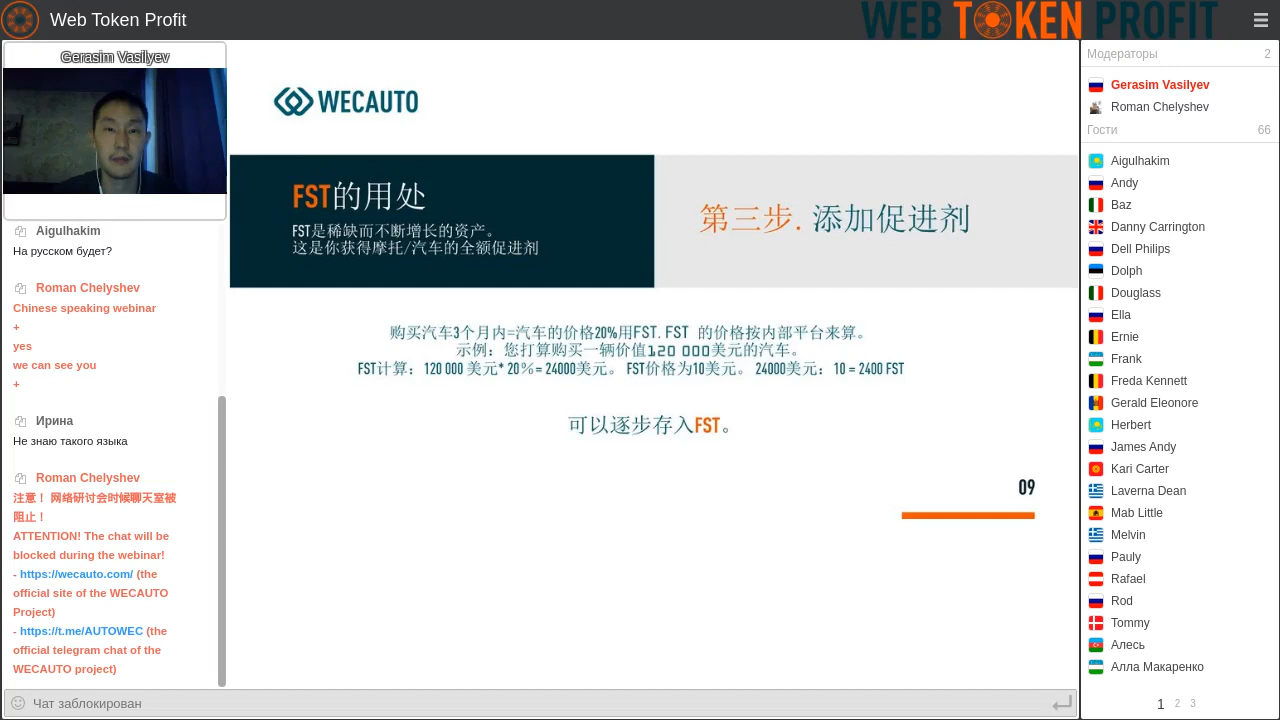 Web Token Profit
WEB TOKEN PROFIT
Gerasim Vasilyev
Aigulhakim
На русском будет?
Roman Chelyshev
Chinese speaking webinar
+
yes
we can see you
+
Ирина
Не знаю такого языка
Roman Chelyshev
注意！ 网络研讨会时候聊天室被
阻止！
ATTENTION! The chat will be
blocked during the webinar!
- https://wecauto.com/ (the
official site of the WECAUTO
Project)
- https://t.me/AUTOWEC (the
official telegram chat of the
WECAUTO project)
Чат заблокирован
WECAUTO
FST的用处
FST是稀缺而不断增长的资产。
这是你获得摩托/汽车的全额促进剂
第三步. 添加促进剂
购买汽车3个月内=汽车的价格20%用FST. FST 的价格按内部平台来算。
示例：您打算购买一辆价值120 000美元的汽车。
FST计算：120 000 美元* 20%= 24000美元。 FST价格为10美元。 24000美元：10 = 2400 FST
可以逐步存入FST。
09
Модераторы 2
Gerasim Vasilyev
Roman Chelyshev
Гости 66
Aigulhakim
Andy
Baz
Danny Carrington
Dell Philips
Dolph
Douglass
Ella
Ernie
Frank
Freda Kennett
Gerald Eleonore
Herbert
James Andy
Kari Carter
Laverna Dean
Mab Little
Melvin
Pauly
Rafael
Rod
Tommy
Алесь
Алла Макаренко
1 2 3